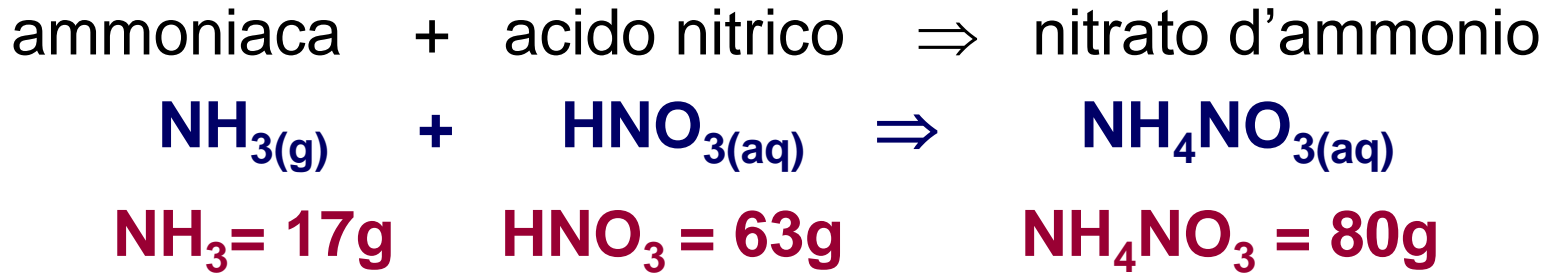 ammoniaca + acido nitrico ⇒ nitrato d’ammonio
NH₃(g) + HNO₃(aq) ⇒ NH₄NO₃(aq)
NH₃= 17g HNO₃ = 63g NH₄NO₃ = 80g